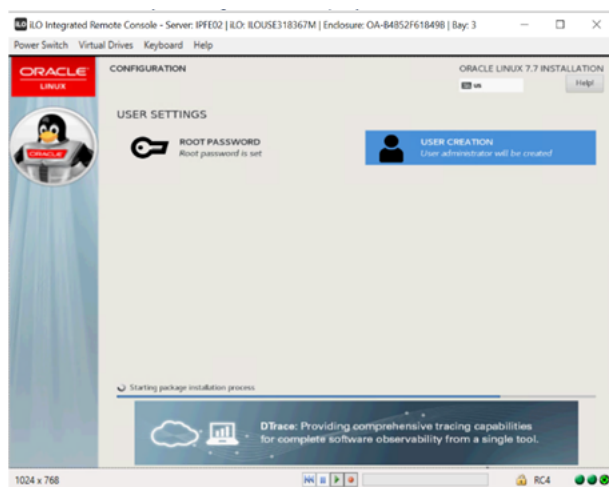 iLO Integrated Remote Console - Server: IPFE02 | iLO: ILOUSE318367M | Enclosure: OA-B4B52F61849B | Bay: 3
Power Switch Virtual Drives Keyboard Help
ORACLE
LINUX
CONFIGURATION
ORACLE LINUX 7.7 INSTALLATION
us
Help!
USER SETTINGS
ROOT PASSWORD
Root password is set
USER CREATION
User administrator will be created
ORACLE
Starting package installation process
DTrace: Providing comprehensive tracing capabilities
for complete software observability from a single tool.
1024 x 768
RC4